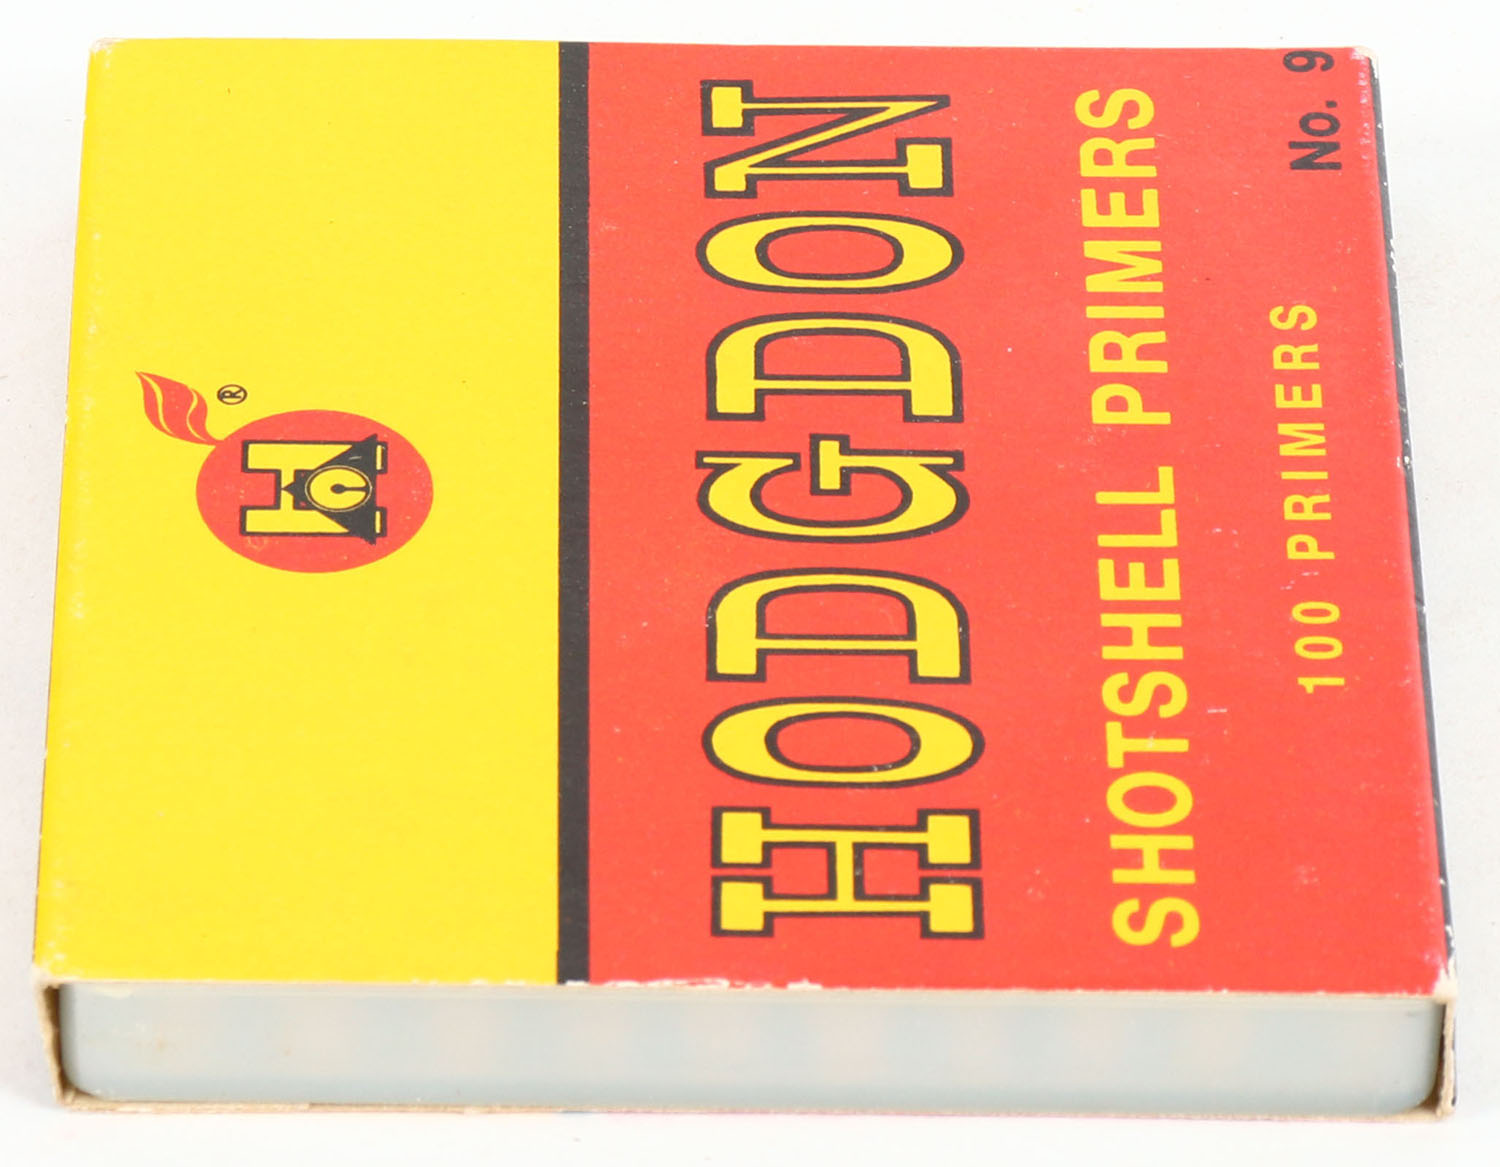 H
®
HODGDON
SHOTSHELL PRIMERS
100 PRIMERS
No. 9